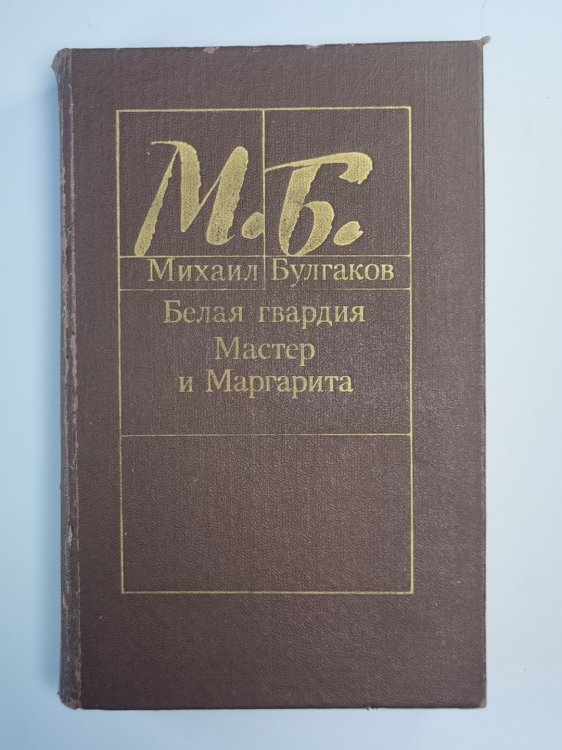 М.Б.
Михаил Булгаков
Белая гвардия
Мастер
и Маргарита